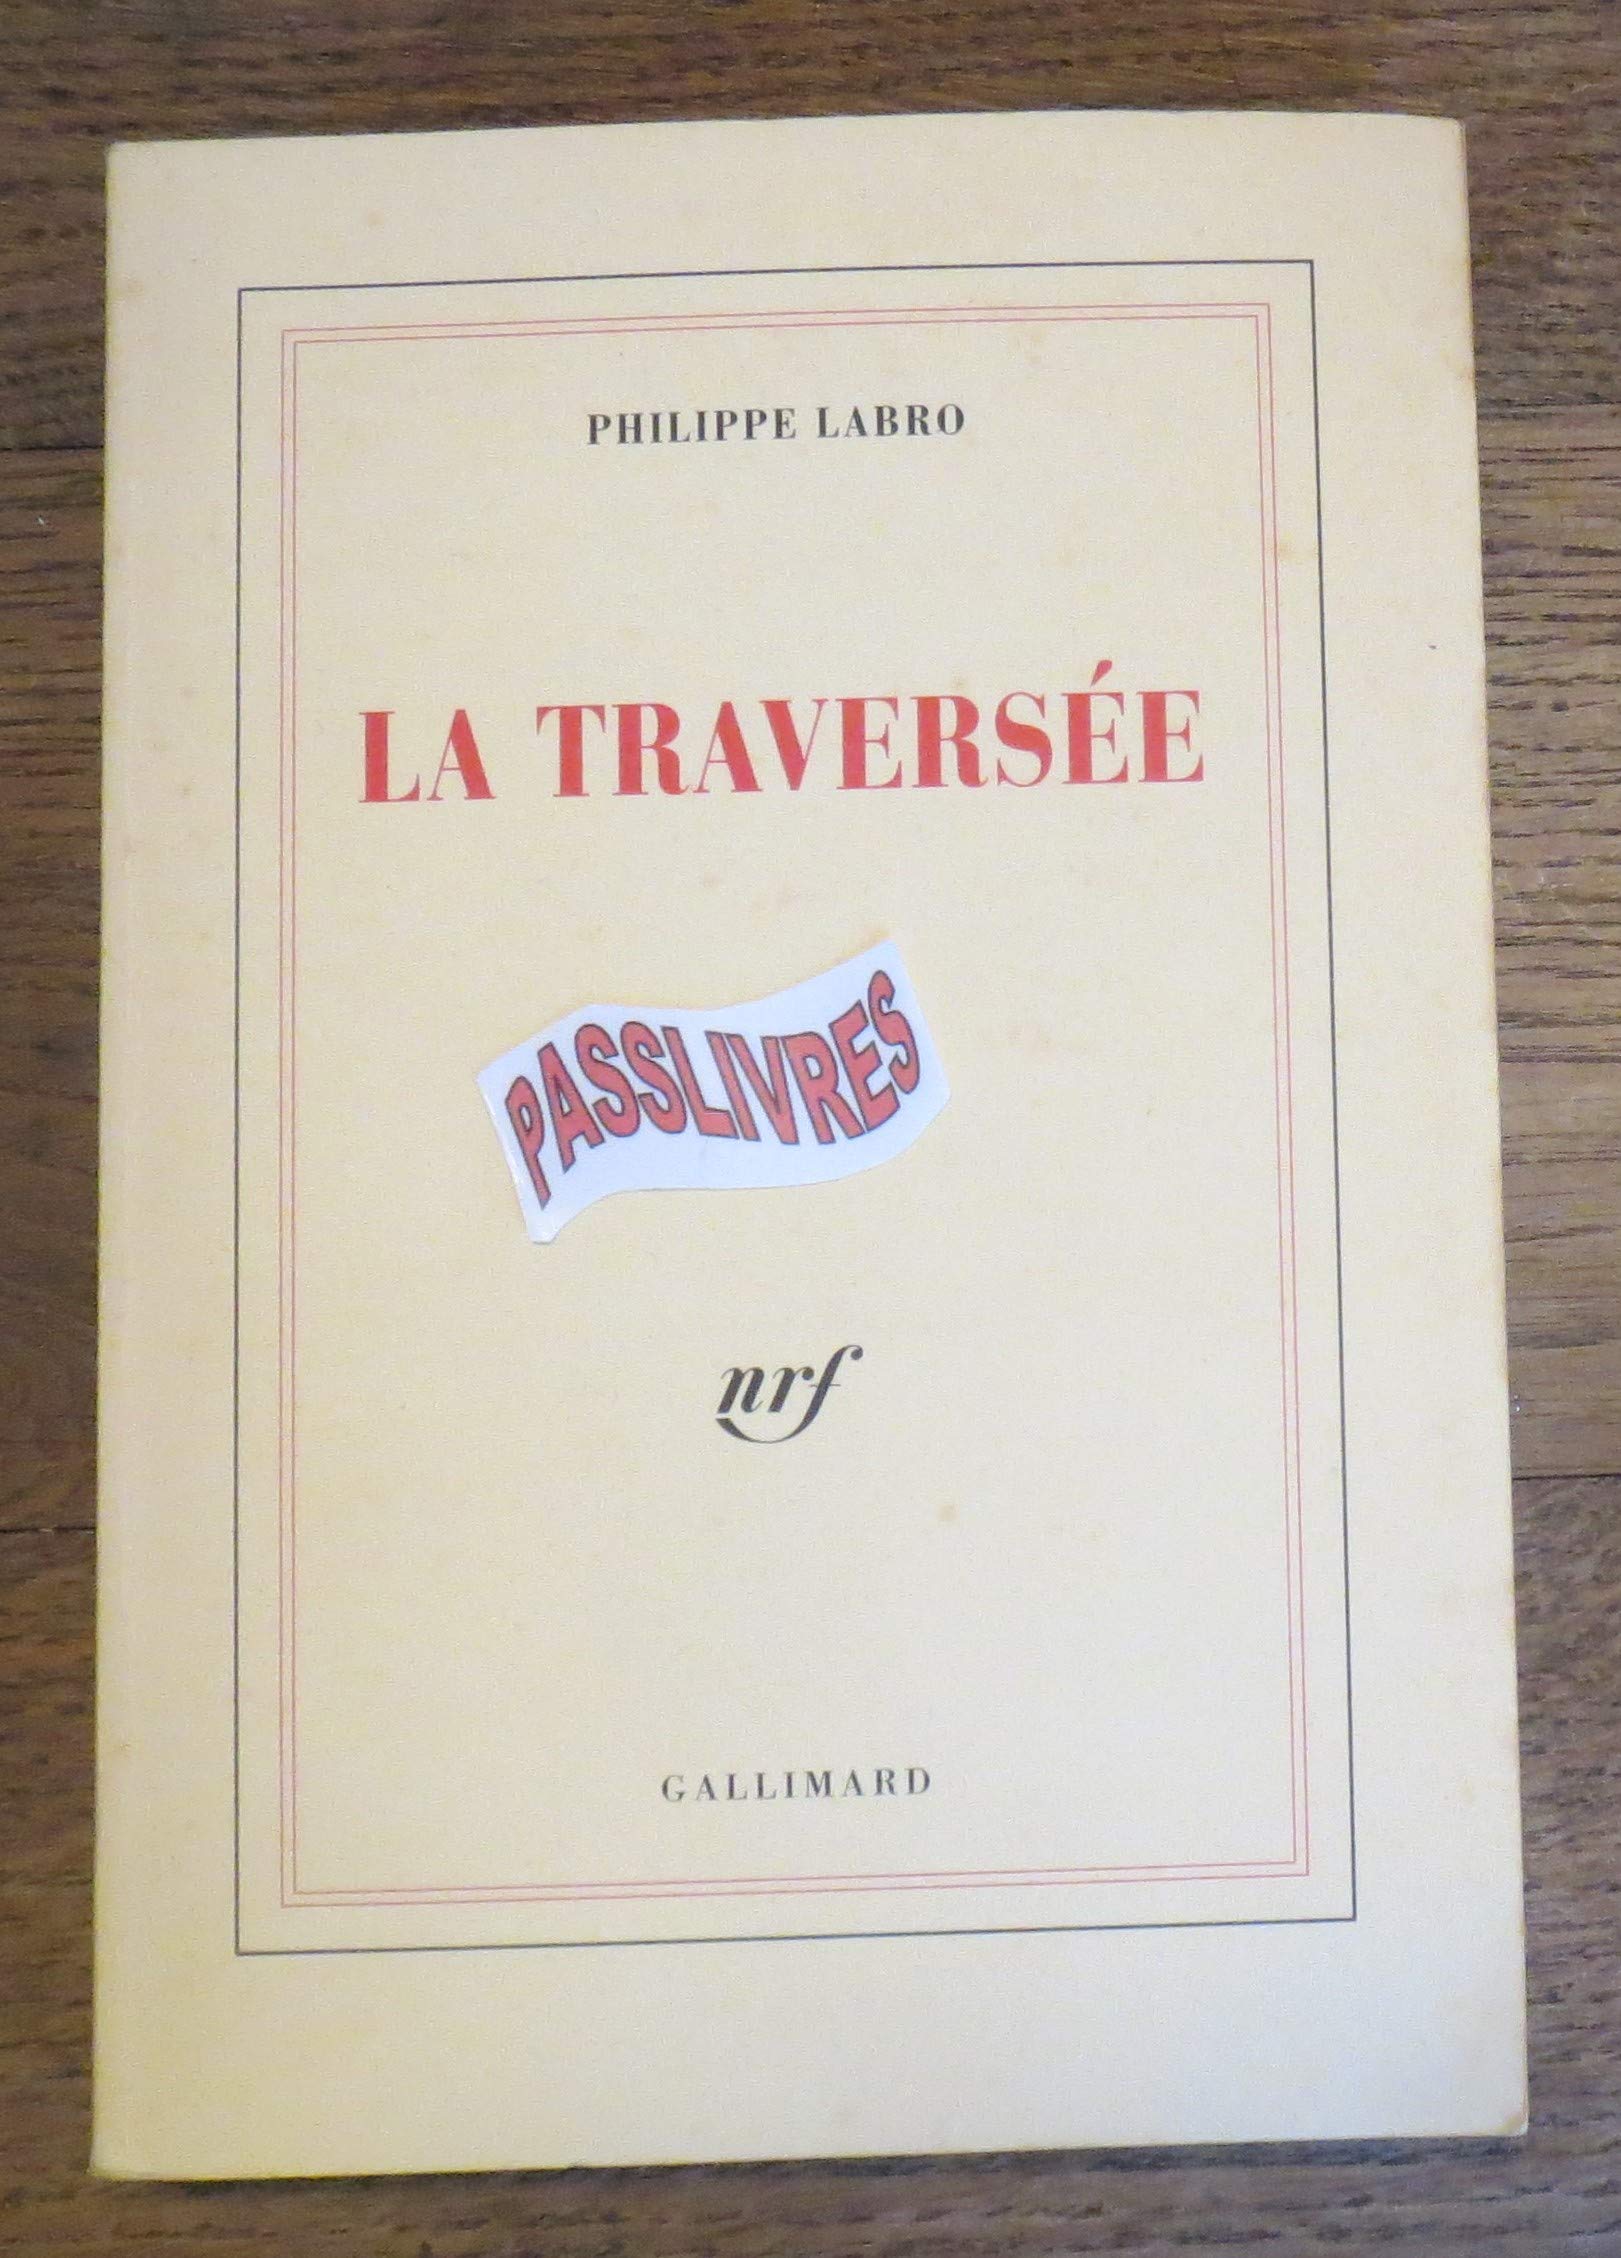 PHILIPPE LABRO
LA TRAVERSÉE
PASSLIVRES
nrf
GALLIMARD